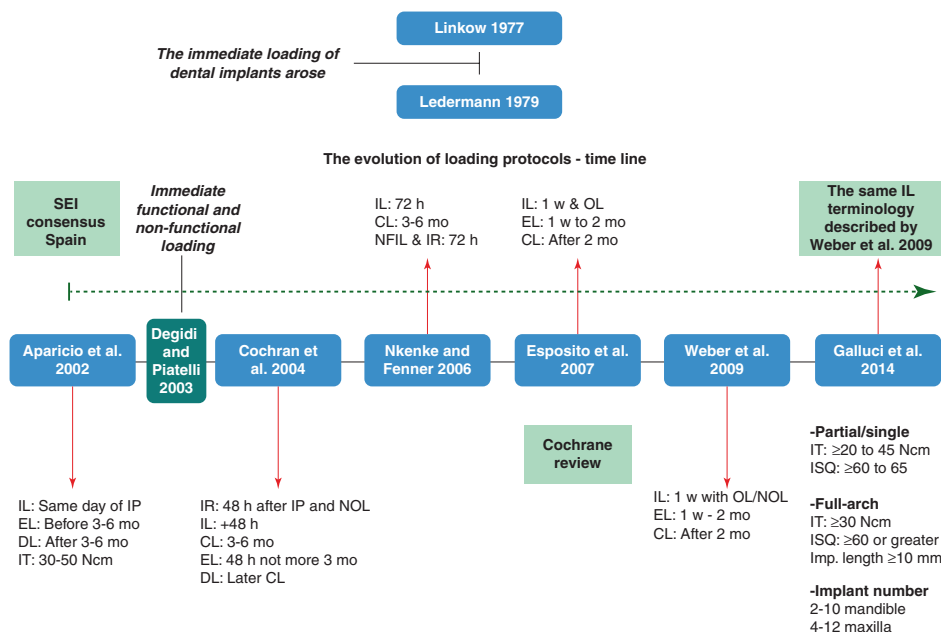 Linkow 1977
The immediate loading of
dental implants arose
Ledermann 1979
The evolution of loading protocols - time line
SEI
consensus
Spain
Immediate
functional and
non-functional
loading
IL: 72 h
CL: 3-6 mo
NFIL & IR: 72 h
IL: 1 w & OL
EL: 1 w to 2 mo
CL: After 2 mo
The same IL
terminology
described by
Weber et al. 2009
Aparicio et al.
2002
Degidi
and
Piatelli
2003
Cochran et
al. 2004
Nkenke and
Fenner 2006
Esposito et al.
2007
Weber et al.
2009
Galluci et al.
2014
IL: Same day of IP
EL: Before 3-6 mo
DL: After 3-6 mo
IT: 30-50 Ncm
IR: 48 h after IP and NOL
IL: +48 h
CL: 3-6 mo
EL: 48 h not more 3 mo
DL: Later CL
Cochrane
review
IL: 1 w with OL/NOL
EL: 1 w - 2 mo
CL: After 2 mo
-Partial/single
IT: ≥20 to 45 Ncm
ISQ: ≥60 to 65
-Full-arch
IT: ≥30 Ncm
ISQ: ≥60 or greater
Imp. length ≥10 mm
-Implant number
2-10 mandible
4-12 maxilla